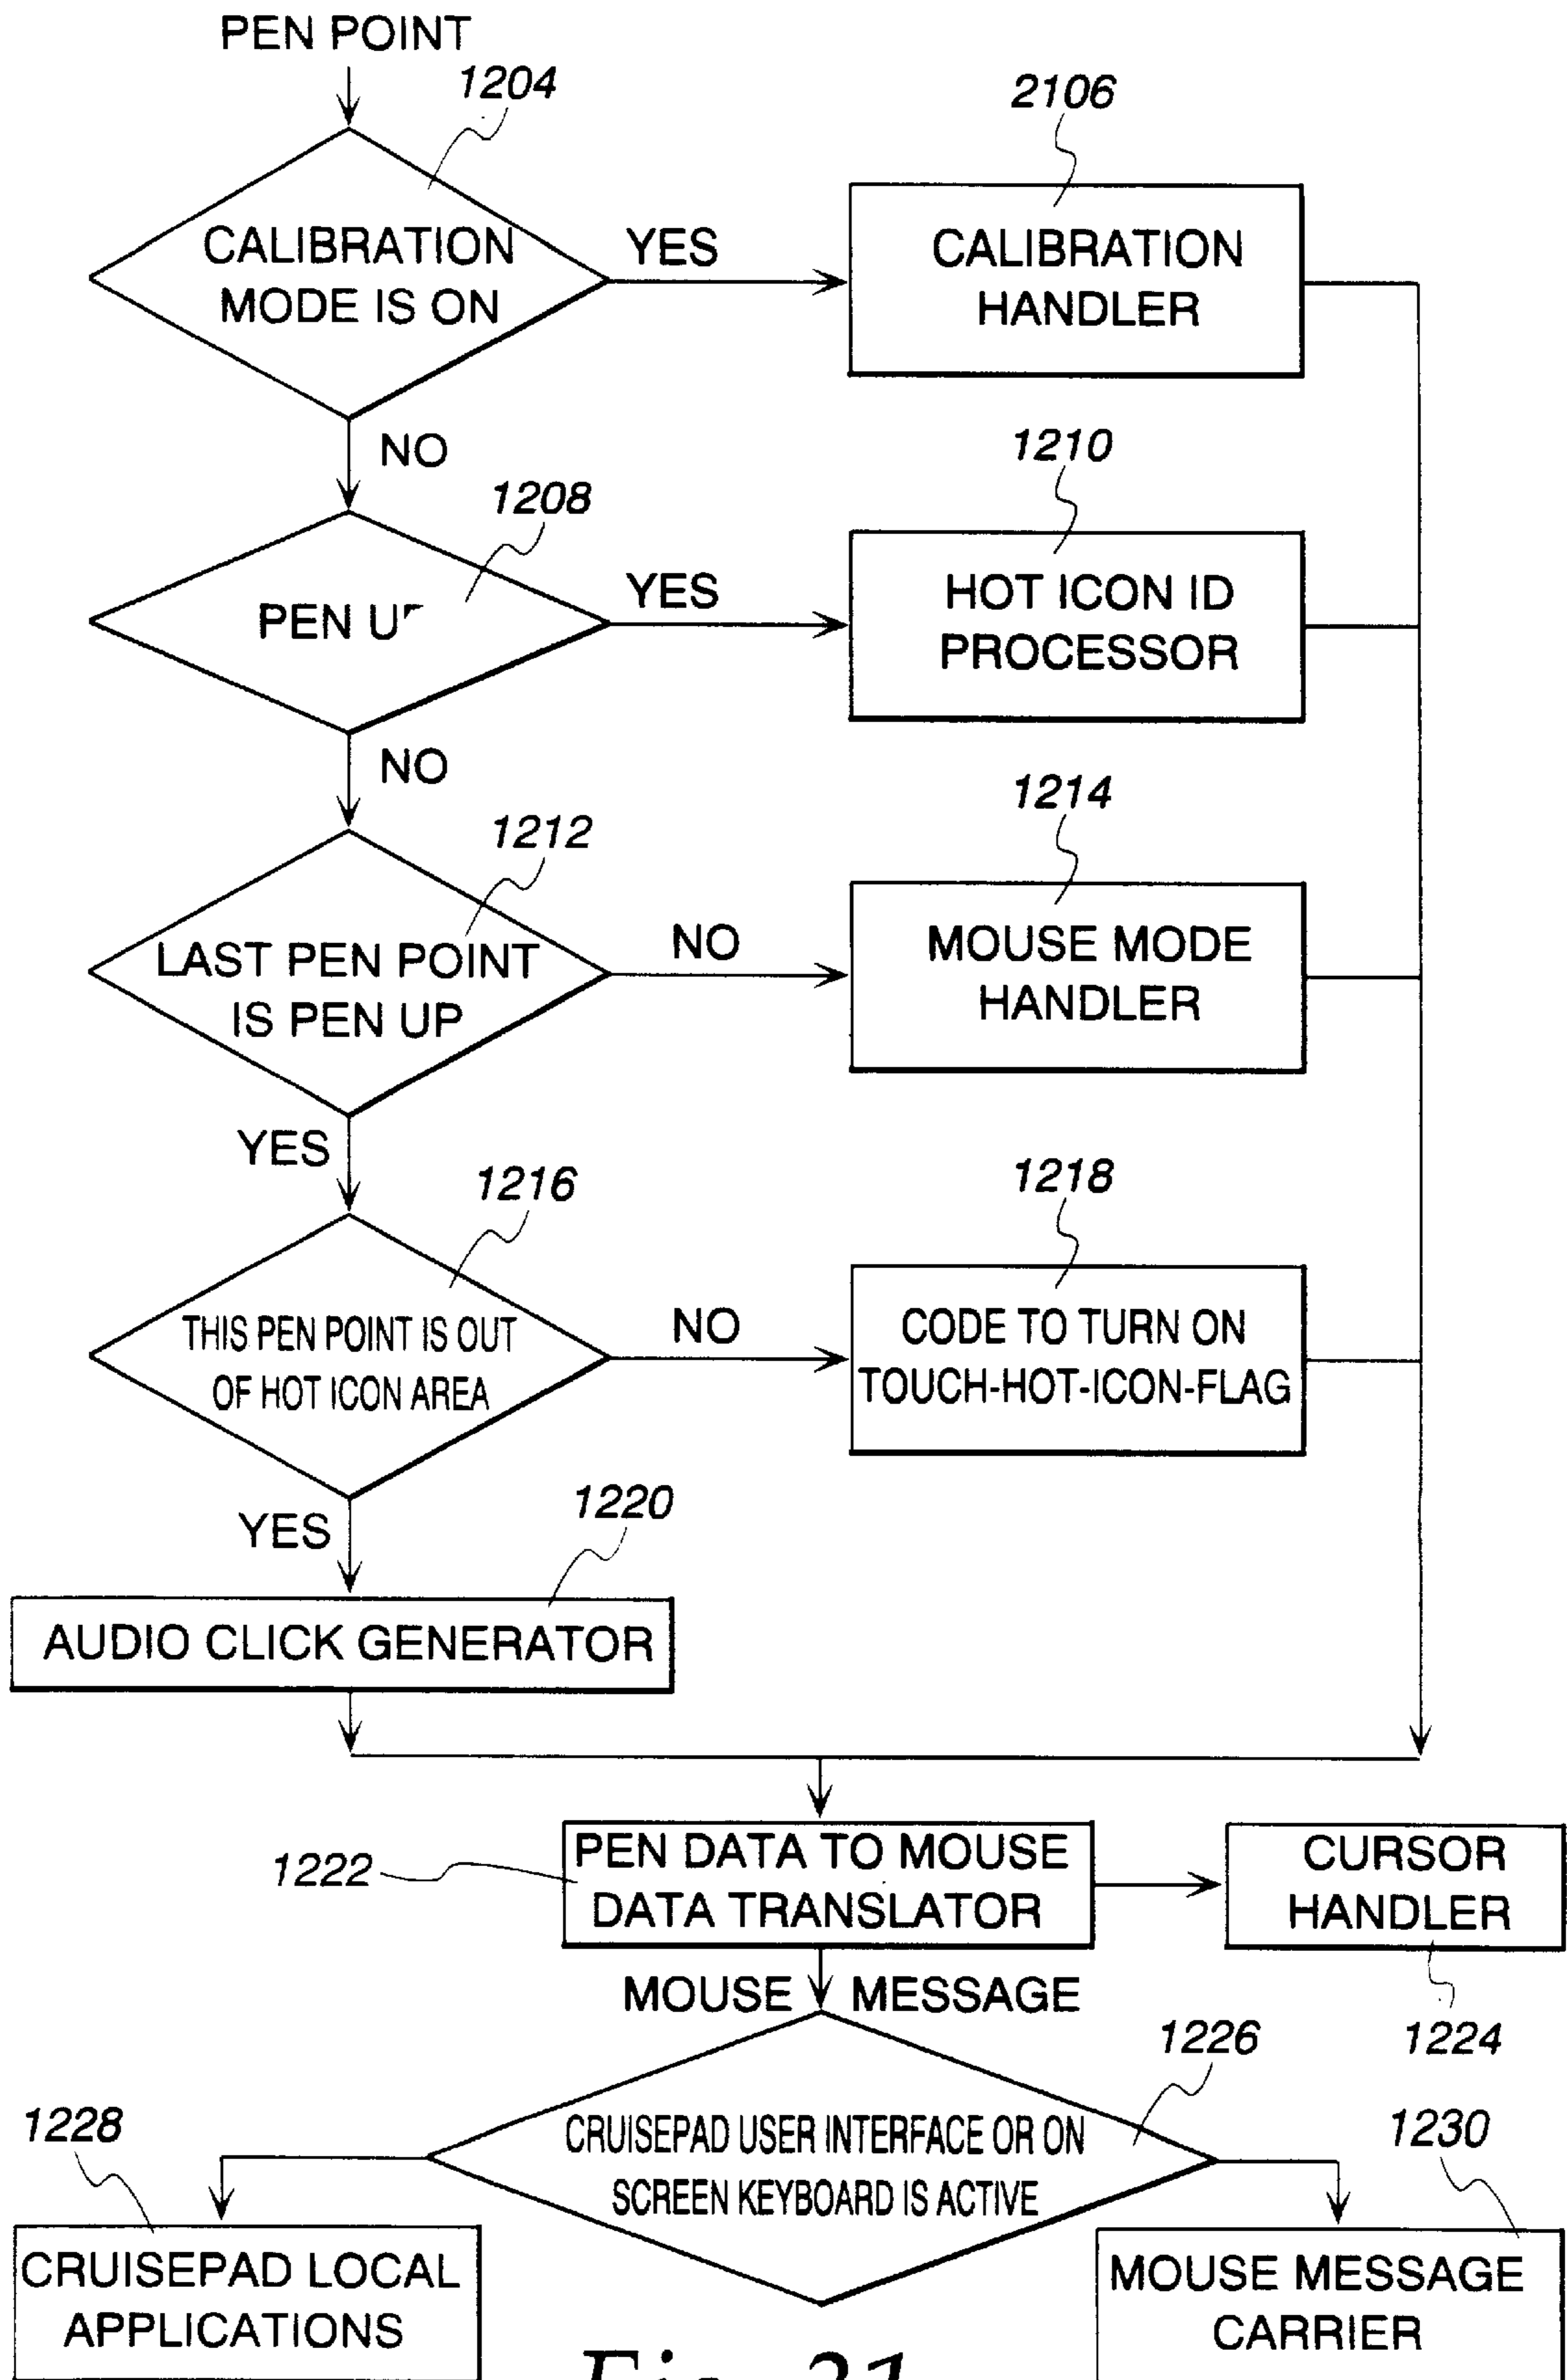 PEN POINT
1204
2106
CALIBRATION
MODE IS ON
YES
CALIBRATION
HANDLER
NO
1208
1210
PEN
YES
HOT ICON ID
PROCESSOR
NO
1212
1214
LAST PEN POINT
IS PEN UP
NO
MOUSE MODE
HANDLER
YES
1216
1218
THIS PEN POINT IS OUT
OF HOT ICON AREA
NO
CODE TO TURN ON
TOUCH-HOT-ICON-FLAG
YES
1220
AUDIO CLICK GENERATOR
1222
PEN DATA TO MOUSE
DATA TRANSLATOR
CURSOR
HANDLER
MOUSE MESSAGE
1224
1226
1228
CRUISEPAD USER INTERFACE OR ON
SCREEN KEYBOARD IS ACTIVE
1230
CRUISEPAD LOCAL
APPLICATIONS
MOUSE MESSAGE
CARRIER